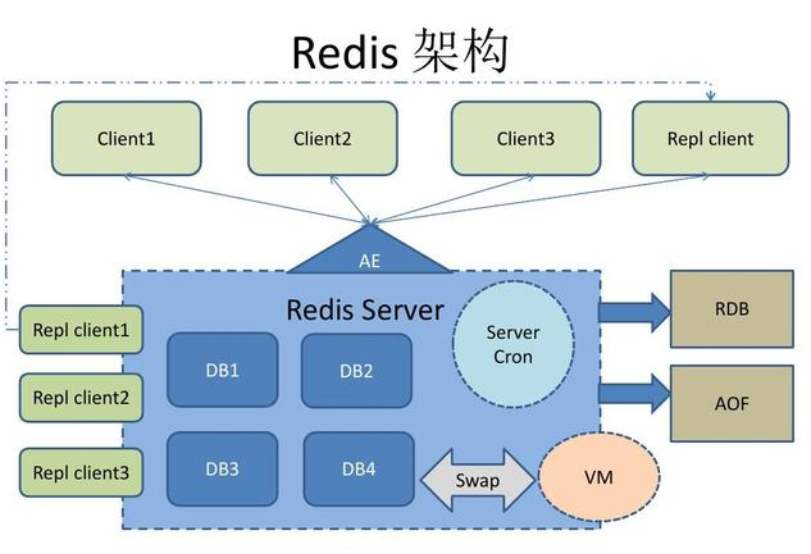 Redis 架构
Client1
Client2
Client3
Repl client
AE
Redis Server
Server
Cron
RDB
Repl client1
DB1
DB2
Repl client2
AOF
Repl client3
DB3
DB4
Swap
VM